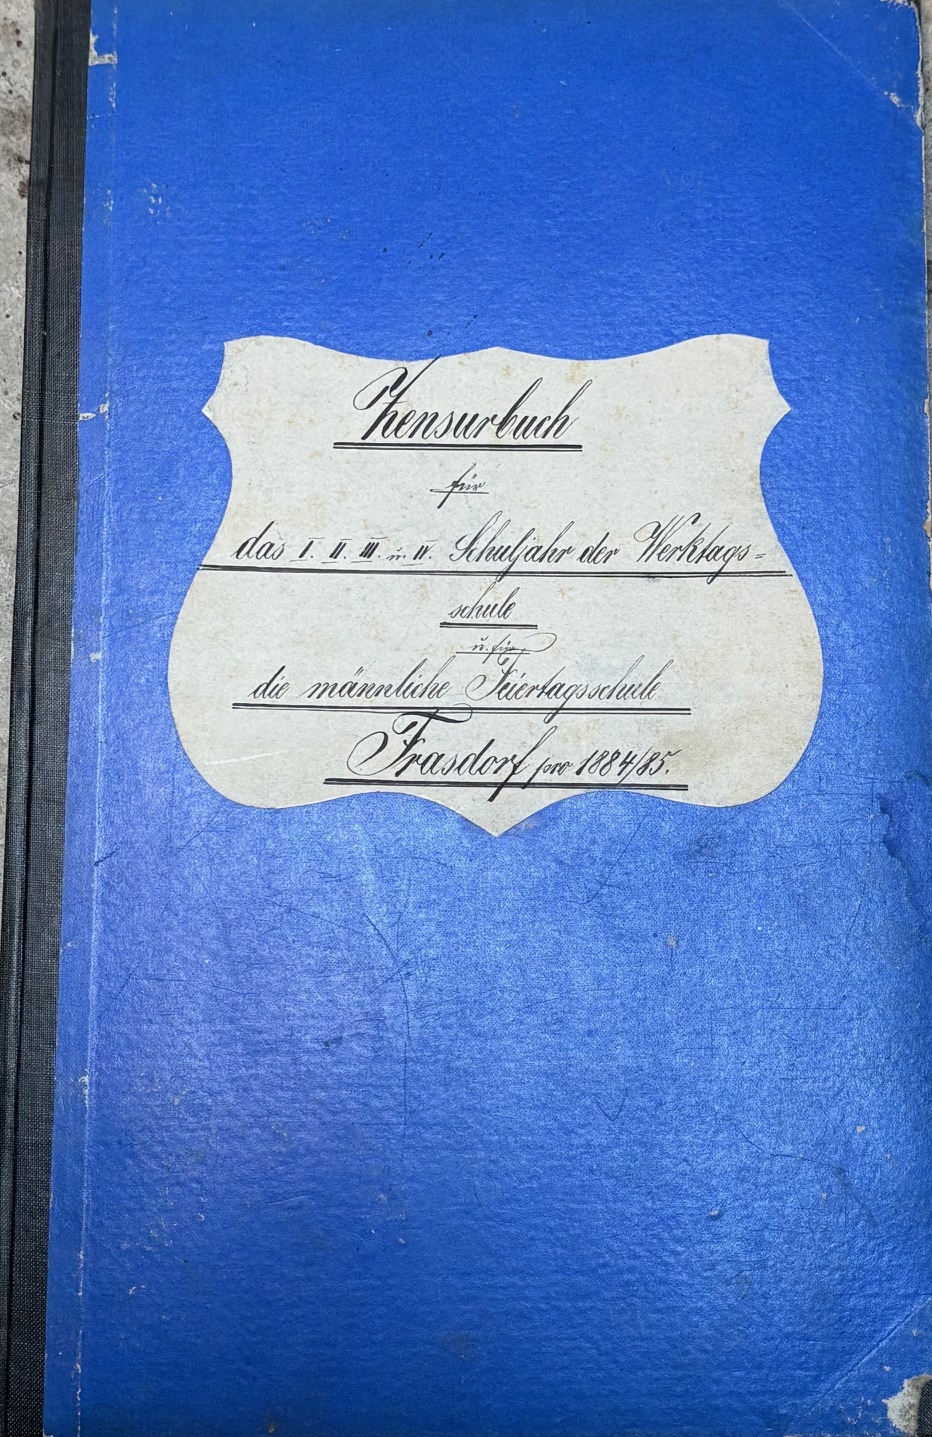 Zensurbuch
für
das I. II. III. u. IV. Schuljahr der Werktags=
schule
u. für
die männliche Feiertagsschule
Frasdorf pro 1884/85.